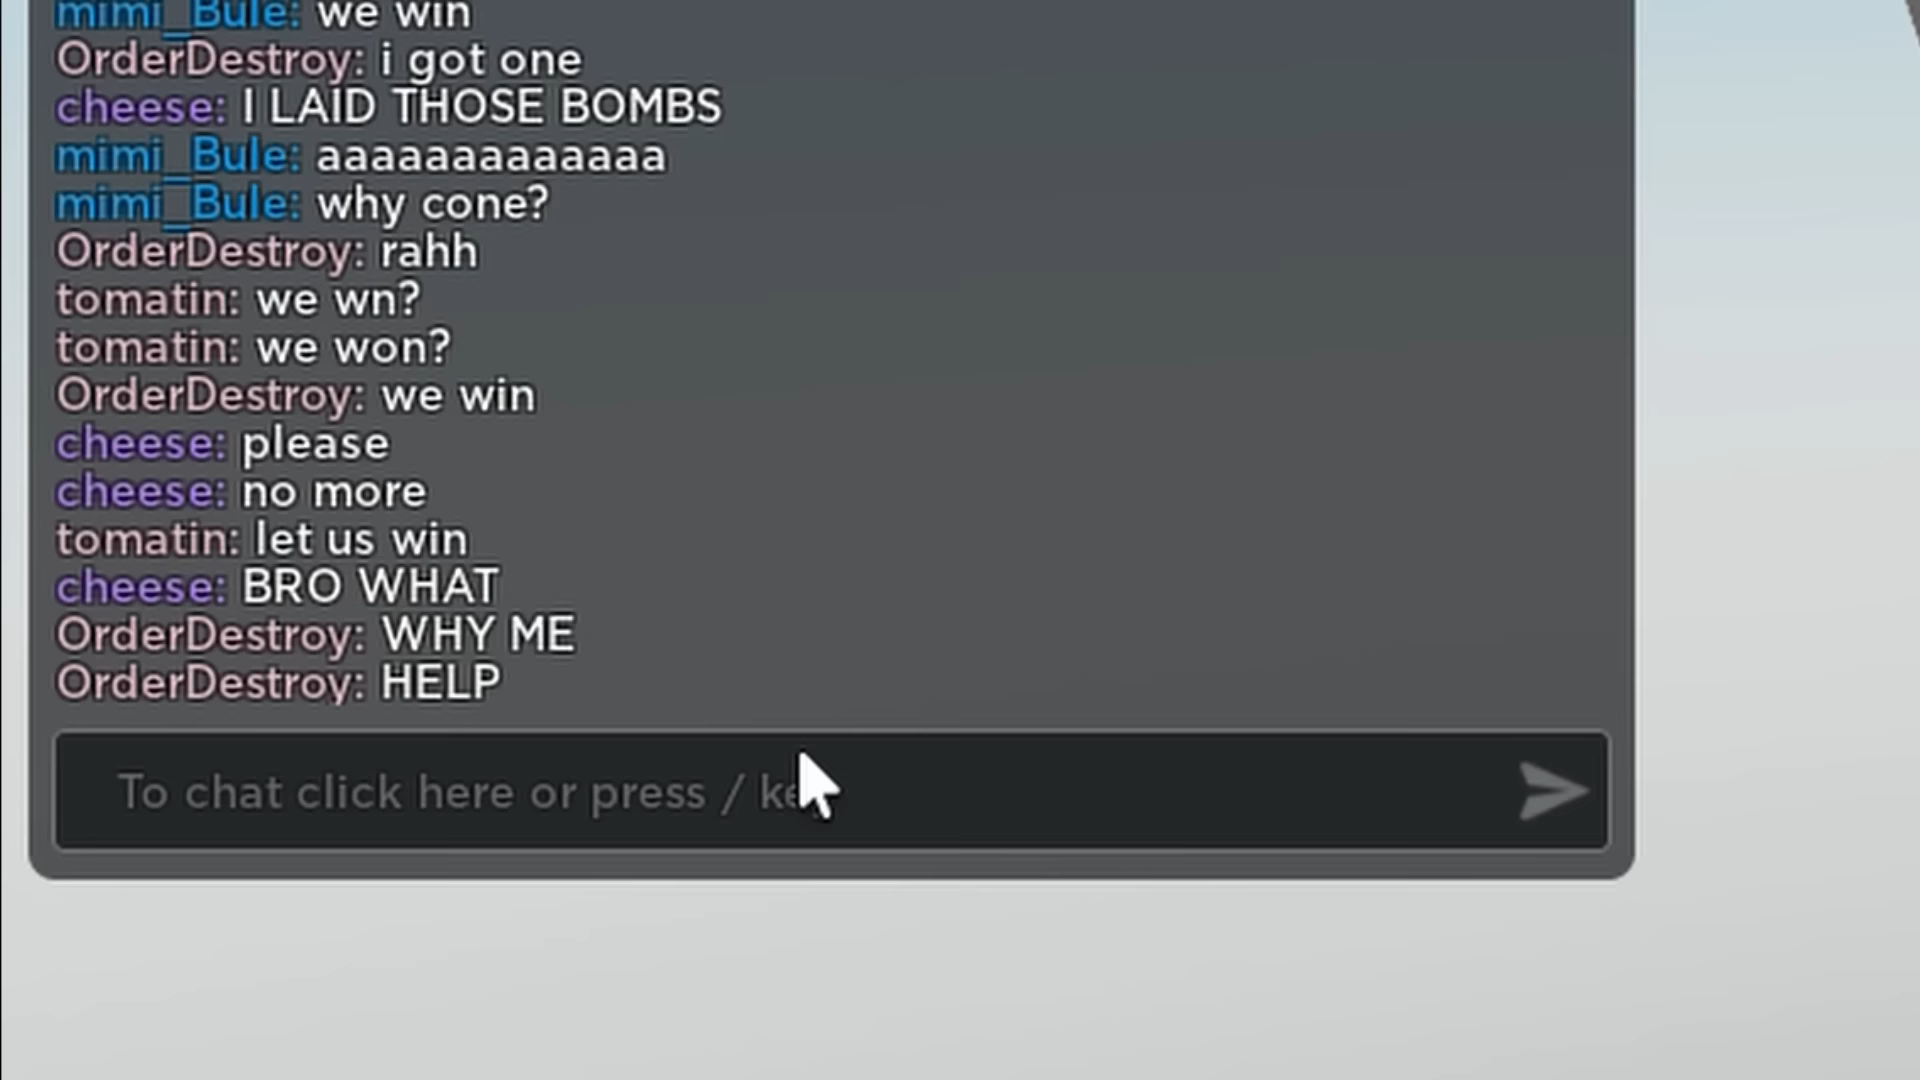 mimi_Bule: we win
OrderDestroy: i got one
cheese: I LAID THOSE BOMBS
mimi_Bule: aaaaaaaaaaaaa
mimi_Bule: why cone?
OrderDestroy: rahh
tomatin: we wn?
tomatin: we won?
OrderDestroy: we win
cheese: please
cheese: no more
tomatin: let us win
cheese: BRO WHAT
OrderDestroy: WHY ME
OrderDestroy: HELP
To chat click here or press / key